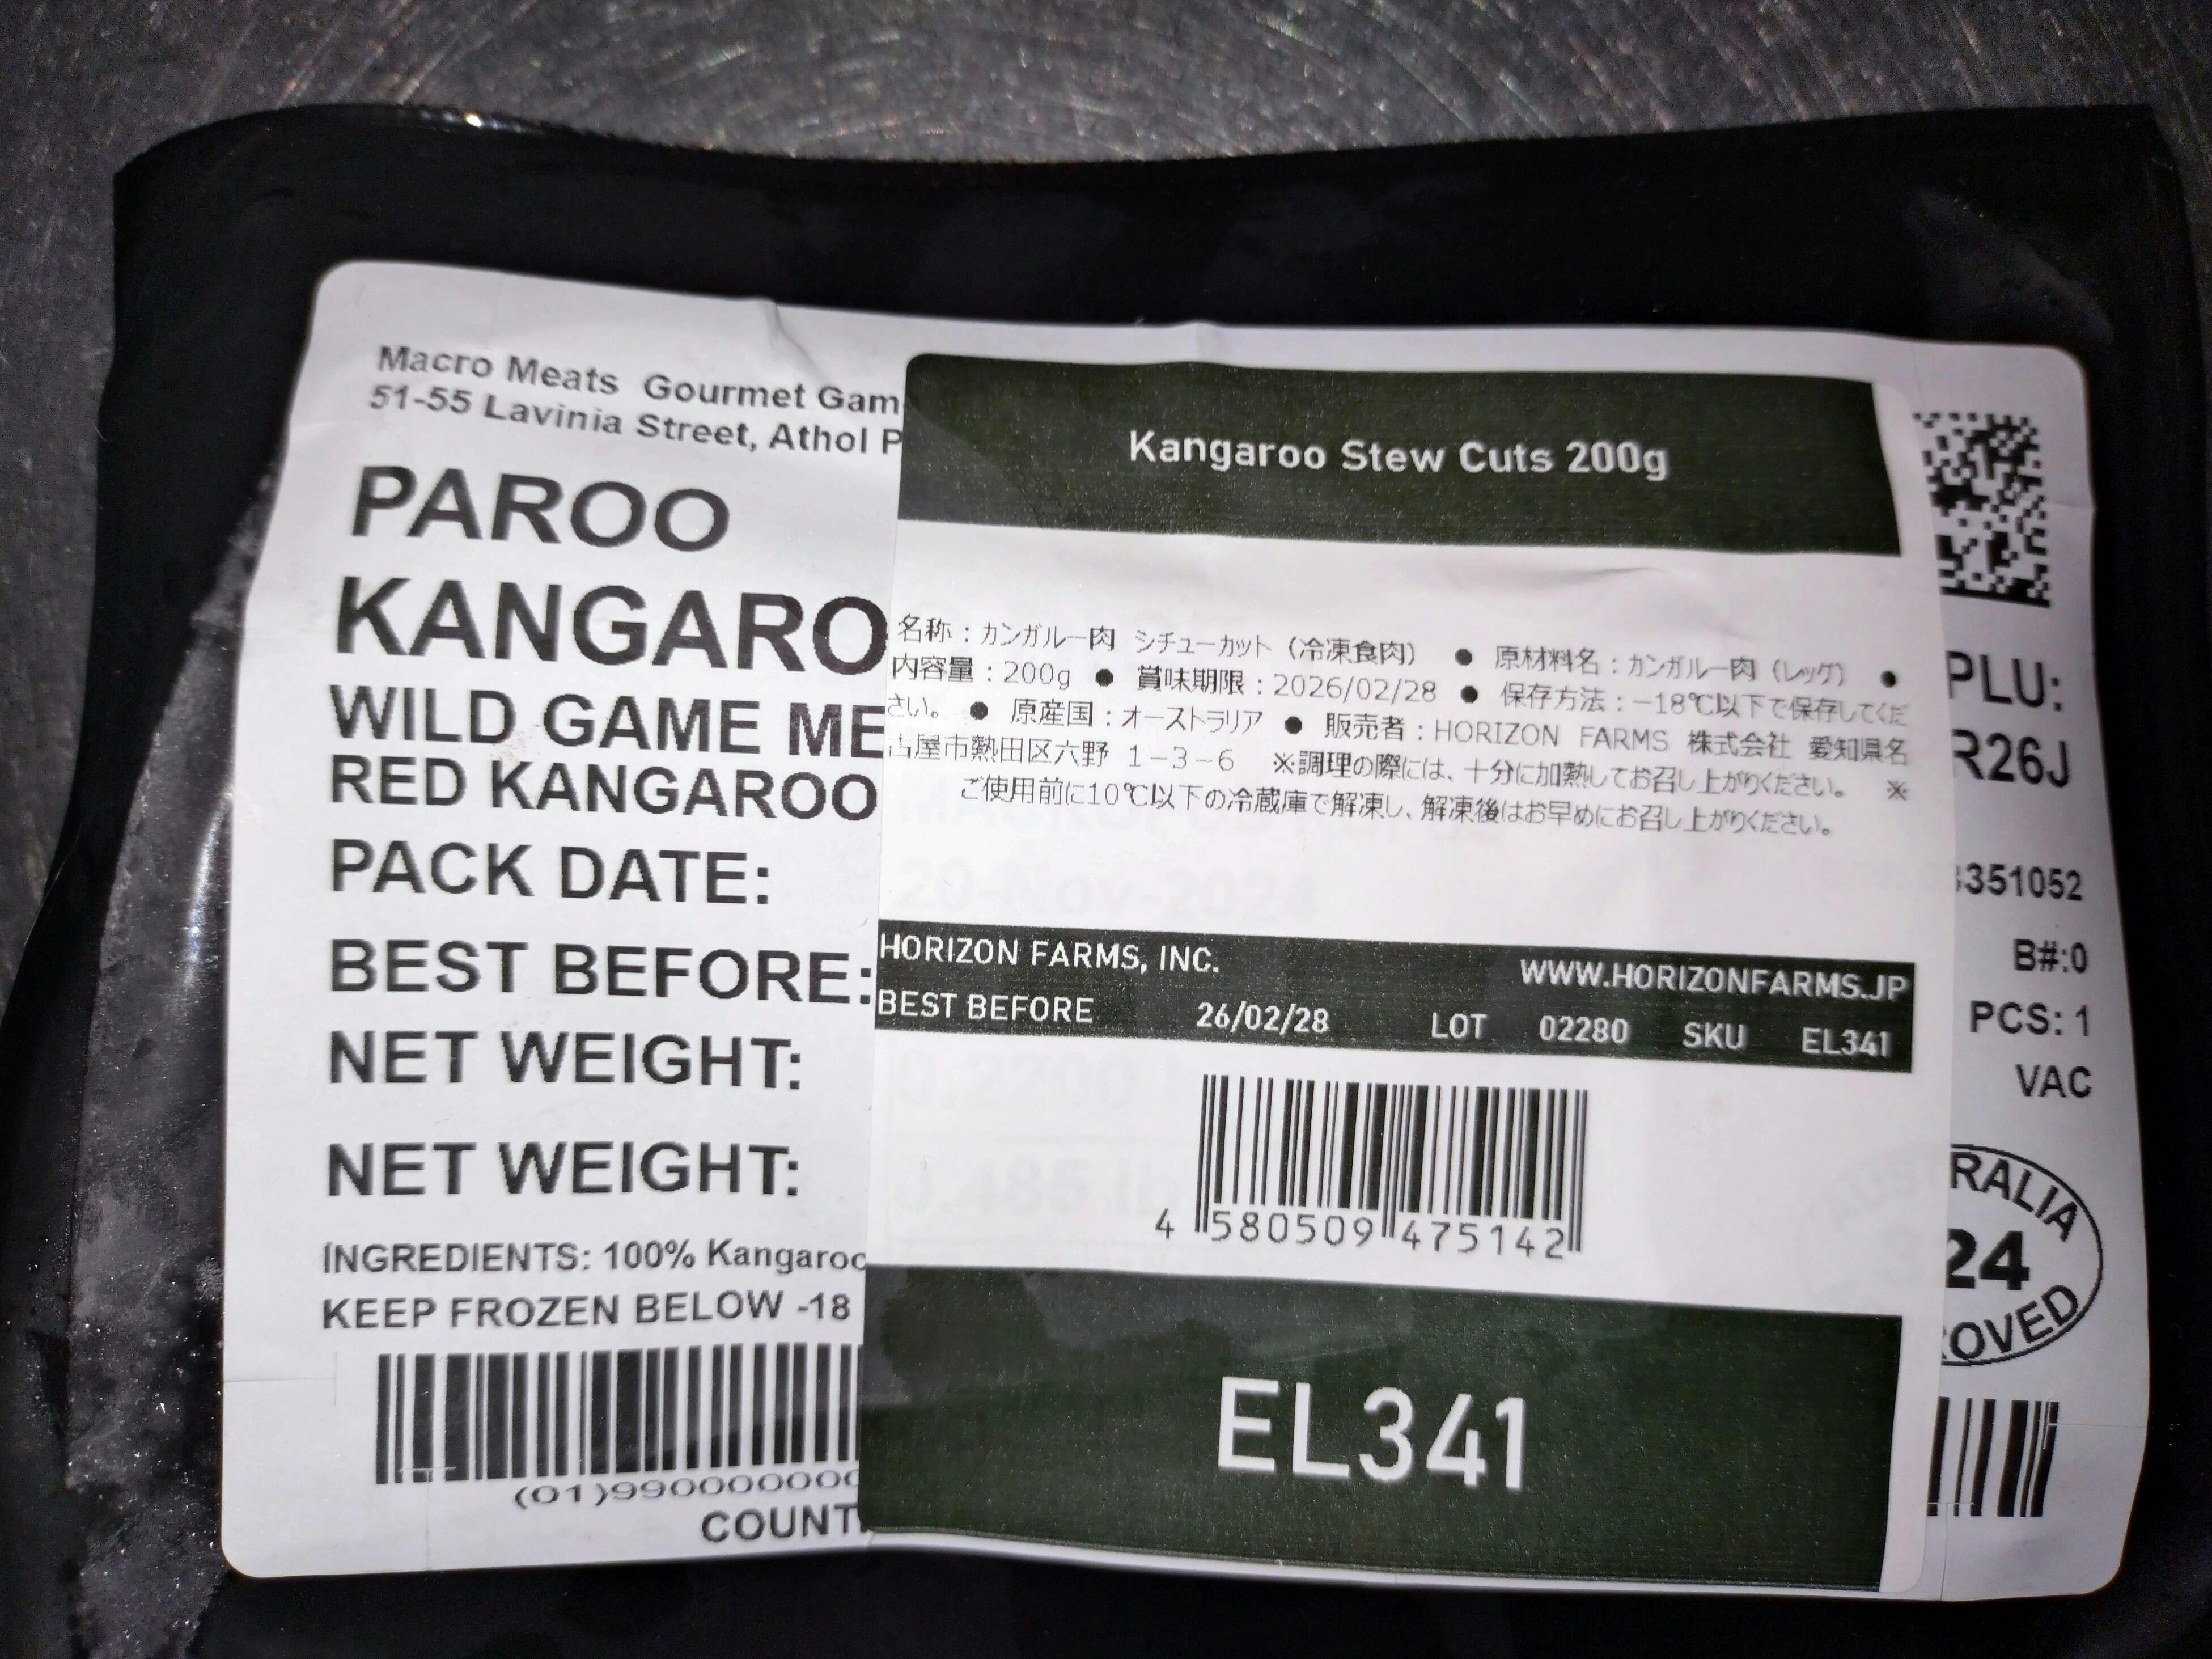 Macro Meats Gourmet Gam
51-55 Lavinia Street, Athol P
PAROO
KANGARO
WILD GAME ME
RED KANGAROO
PACK DATE:
BEST BEFORE:
NET WEIGHT:
NET WEIGHT:
INGREDIENTS: 100% Kangaroo
KEEP FROZEN BELOW -18
(01)9900000000
COUNT
Kangaroo Stew Cuts 200g
名称：カンガルー肉 シチューカット（冷凍食肉） ● 原材料名：カンガルー肉（レッグ） ●
内容量：200g ● 賞味期限：2026/02/28 ● 保存方法：−18℃以下で保存してくだ
さい。 ● 原産国：オーストラリア ● 販売者：HORIZON FARMS 株式会社 愛知県名
古屋市熱田区六野 1−3−6 ※調理の際には、十分に加熱してお召し上がりください。 ※
ご使用前に10℃以下の冷蔵庫で解凍し、解凍後はお早めにお召し上がりください。
20-Nov-2024
HORIZON FARMS, INC. WWW.HORIZONFARMS.JP
BEST BEFORE 26/02/28 LOT 02280 SKU EL341
4 580509 475142
EL341
PLU:
R26J
351052
B#:0
PCS: 1
VAC
RALIA
24
OVED